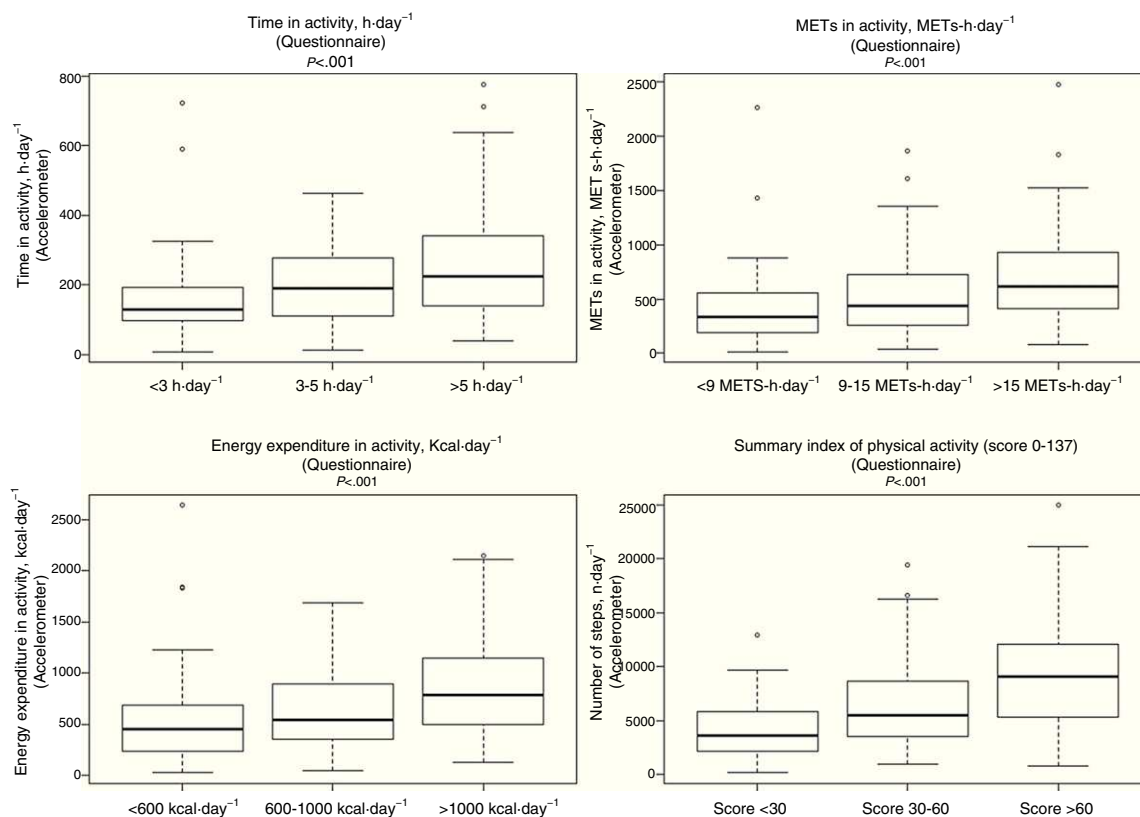 Time in activity, h·day⁻¹
(Questionnaire)
P<.001
Time in activity, h·day⁻¹
(Accelerometer)
800
600
400
200
0
<3 h·day⁻¹
3-5 h·day⁻¹
>5 h·day⁻¹
METs in activity, METs-h·day⁻¹
(Questionnaire)
P<.001
METs in activity, MET s-h·day⁻¹
(Accelerometer)
2500
2000
1500
1000
500
0
<9 METS-h·day⁻¹
9-15 METs-h·day⁻¹
>15 METs-h·day⁻¹
Energy expenditure in activity, Kcal·day⁻¹
(Questionnaire)
P<.001
Energy expenditure in activity, kcal·day⁻¹
(Accelerometer)
2500
2000
1500
1000
500
0
<600 kcal·day⁻¹
600-1000 kcal·day⁻¹
>1000 kcal·day⁻¹
Summary index of physical activity (score 0-137)
(Questionnaire)
P<.001
Number of steps, n·day⁻¹
(Accelerometer)
25000
20000
15000
10000
5000
0
Score <30
Score 30-60
Score >60